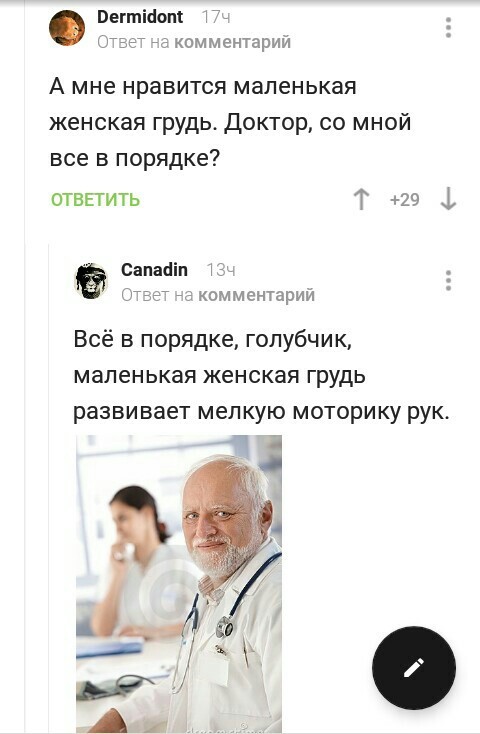 Dermidont 17ч
Ответ на комментарий
А мне нравится маленькая
женская грудь. Доктор, со мной
все в порядке?
ОТВЕТИТЬ +29
Canadin 13ч
Ответ на комментарий
Всё в порядке, голубчик,
маленькая женская грудь
развивает мелкую моторику рук.